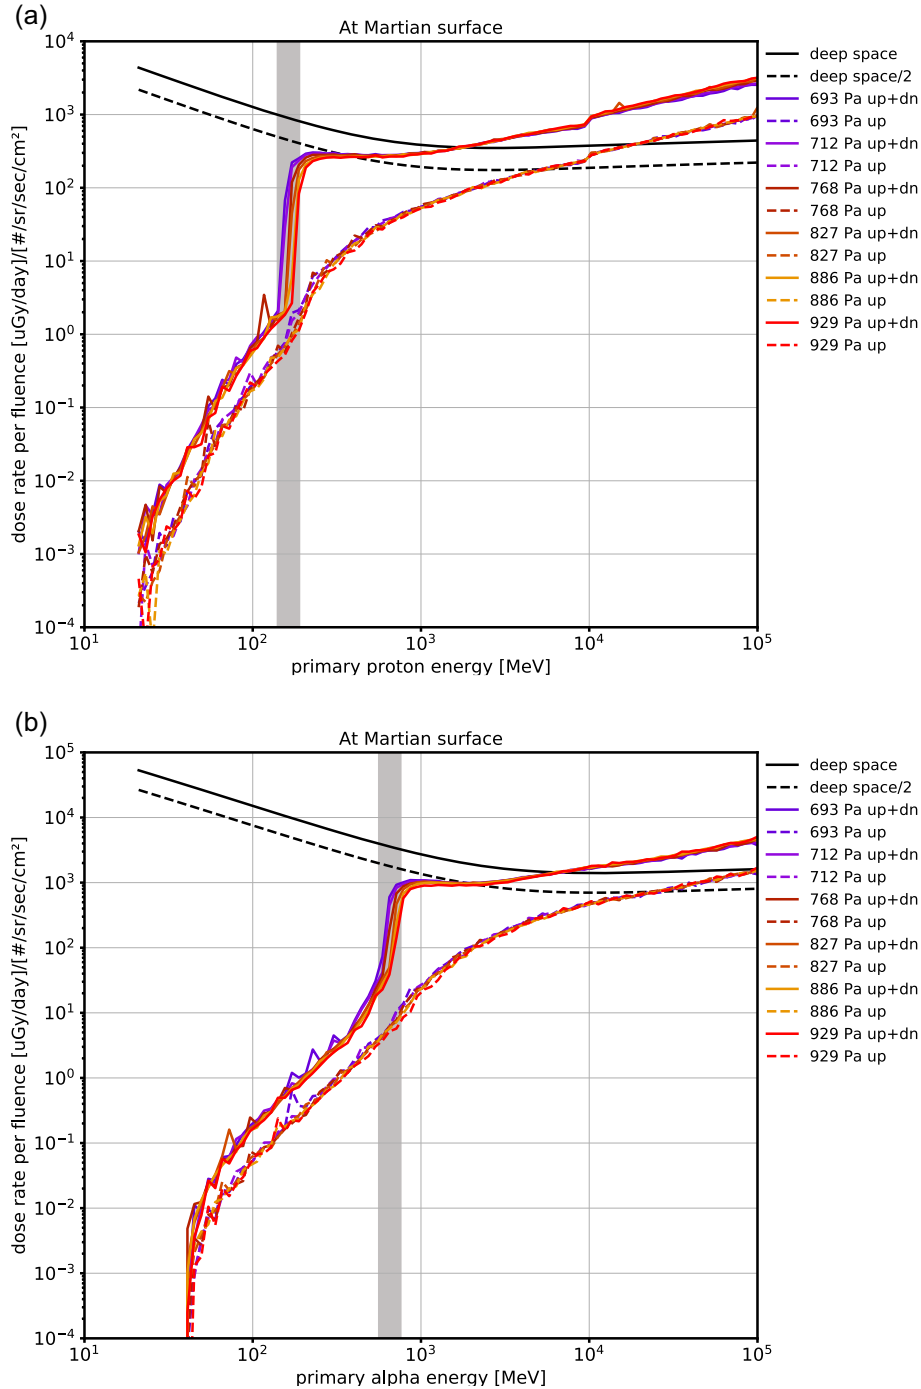 (a)
At Martian surface
dose rate per fluence [uGy/day]/[#/sr/sec/cm²]
10⁴
10³
10²
10¹
10⁰
10⁻¹
10⁻²
10⁻³
10⁻⁴
10¹ 10² 10³ 10⁴ 10⁵
primary proton energy [MeV]
deep space
deep space/2
693 Pa up+dn
693 Pa up
712 Pa up+dn
712 Pa up
768 Pa up+dn
768 Pa up
827 Pa up+dn
827 Pa up
886 Pa up+dn
886 Pa up
929 Pa up+dn
929 Pa up
(b)
At Martian surface
dose rate per fluence [uGy/day]/[#/sr/sec/cm²]
10⁵
10⁴
10³
10²
10¹
10⁰
10⁻¹
10⁻²
10⁻³
10⁻⁴
10¹ 10² 10³ 10⁴ 10⁵
primary alpha energy [MeV]
deep space
deep space/2
693 Pa up+dn
693 Pa up
712 Pa up+dn
712 Pa up
768 Pa up+dn
768 Pa up
827 Pa up+dn
827 Pa up
886 Pa up+dn
886 Pa up
929 Pa up+dn
929 Pa up